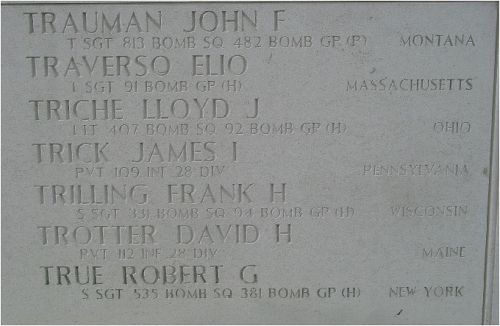 TRAUMAN JOHN F
T SGT 813 BOMB SQ 482 BOMB GP (P) MONTANA
TRAVERSO ELIO
T SGT 91 BOMB GP (H) MASSACHUSETTS
TRICHE LLOYD J
1 LT 407 BOMB SQ 92 BOMB GP (H) OHIO
TRICK JAMES I
PVT 109 INF 28 DIV PENNSYLVANIA
TRILLING FRANK H
S SGT 331 BOMB SQ 94 BOMB GP (H) WISCONSIN
TROTTER DAVID H
PVT 112 INF 28 DIV MAINE
TRUE ROBERT G
S SGT 535 BOMB SQ 381 BOMB GP (H) NEW YORK